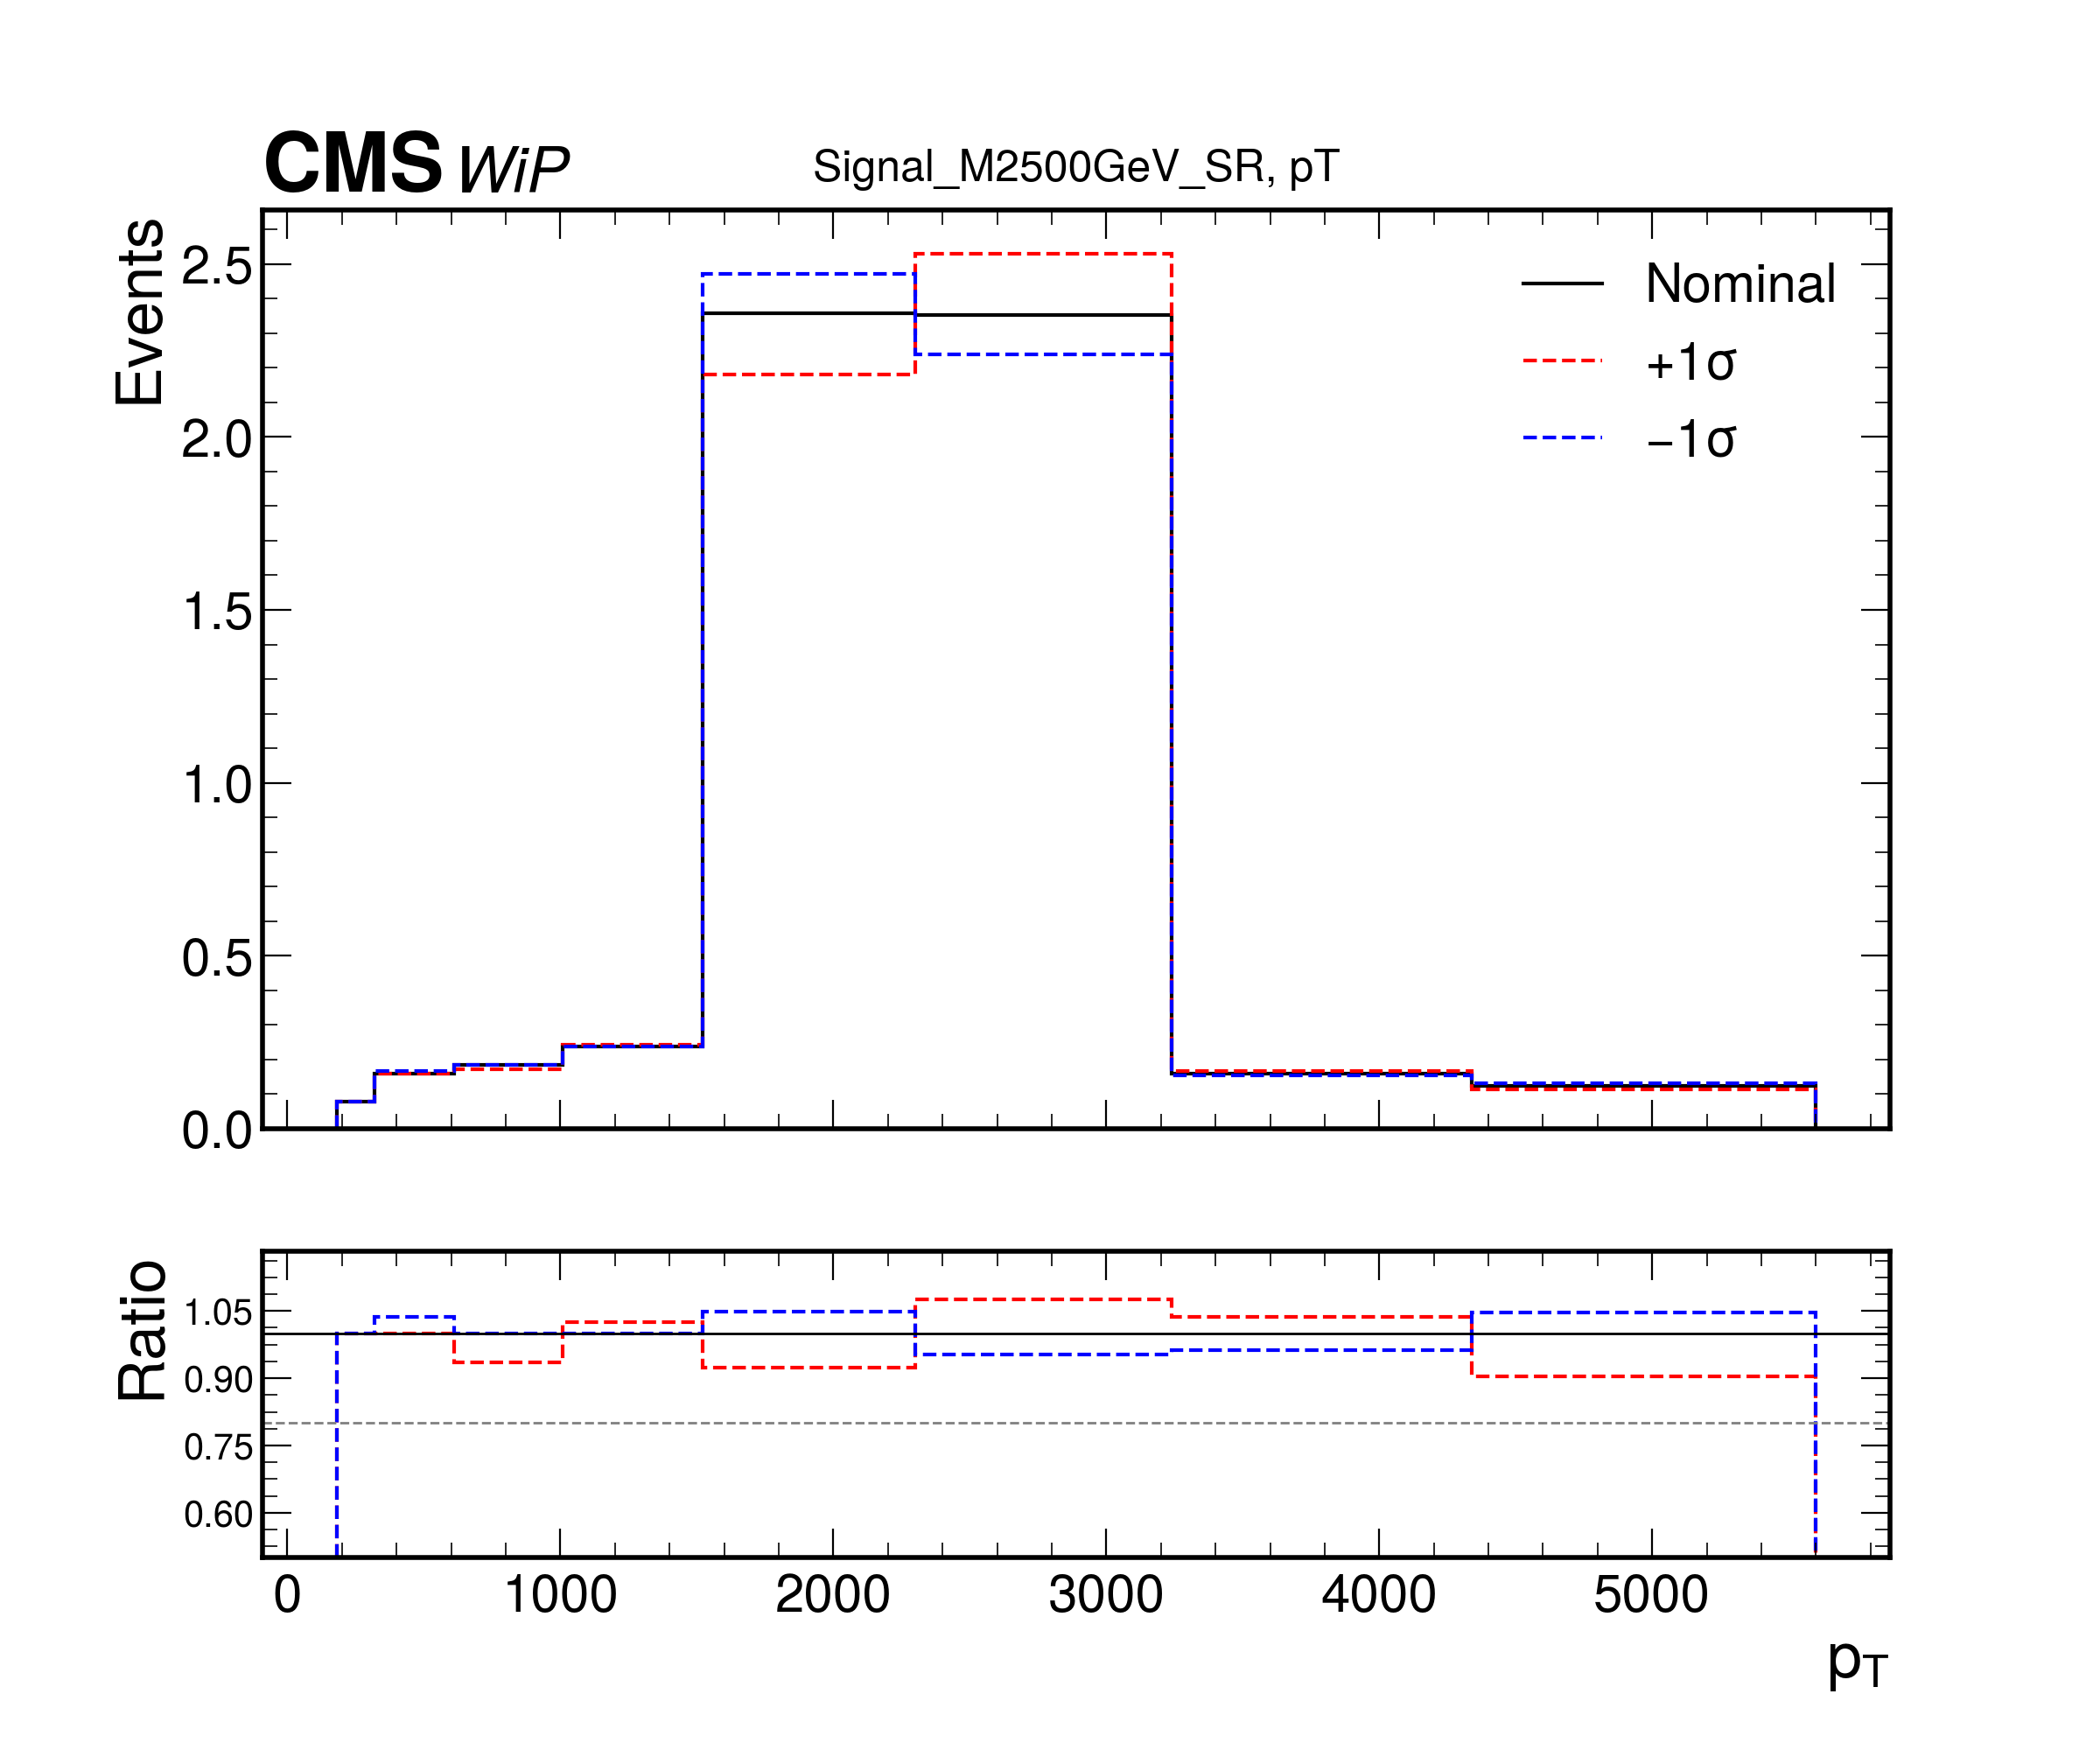 CMS WiP Signal_M2500GeV_SR, pT
Events
2.5
2.0
1.5
1.0
0.5
0.0
Nominal
+1σ
−1σ
Ratio
1.05
0.90
0.75
0.60
0 1000 2000 3000 4000 5000
pT